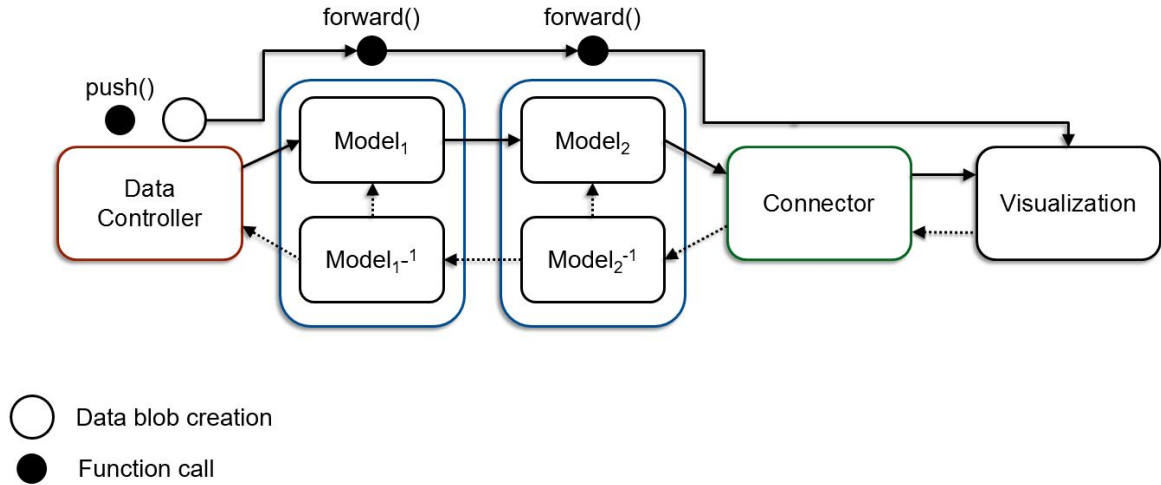 forward() forward()
push()
Model₁ Model₂
Data
Controller
Connector Visualization
Model₁-¹ Model₂-¹
Data blob creation
Function call